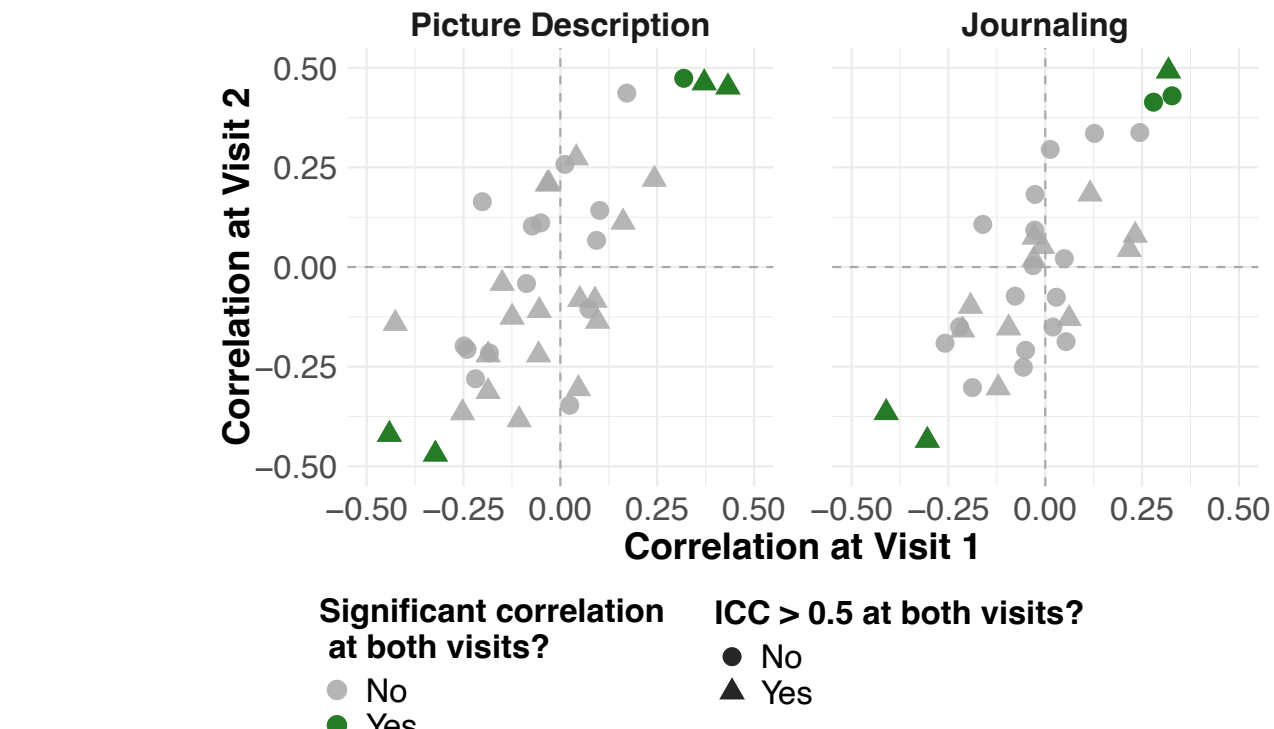 Picture Description
Journaling
Correlation at Visit 2
0.50
0.25
0.00
−0.25
−0.50
−0.50 −0.25 0.00 0.25 0.50
−0.50 −0.25 0.00 0.25 0.50
Correlation at Visit 1
Significant correlation
at both visits?
No
Yes
ICC > 0.5 at both visits?
No
Yes